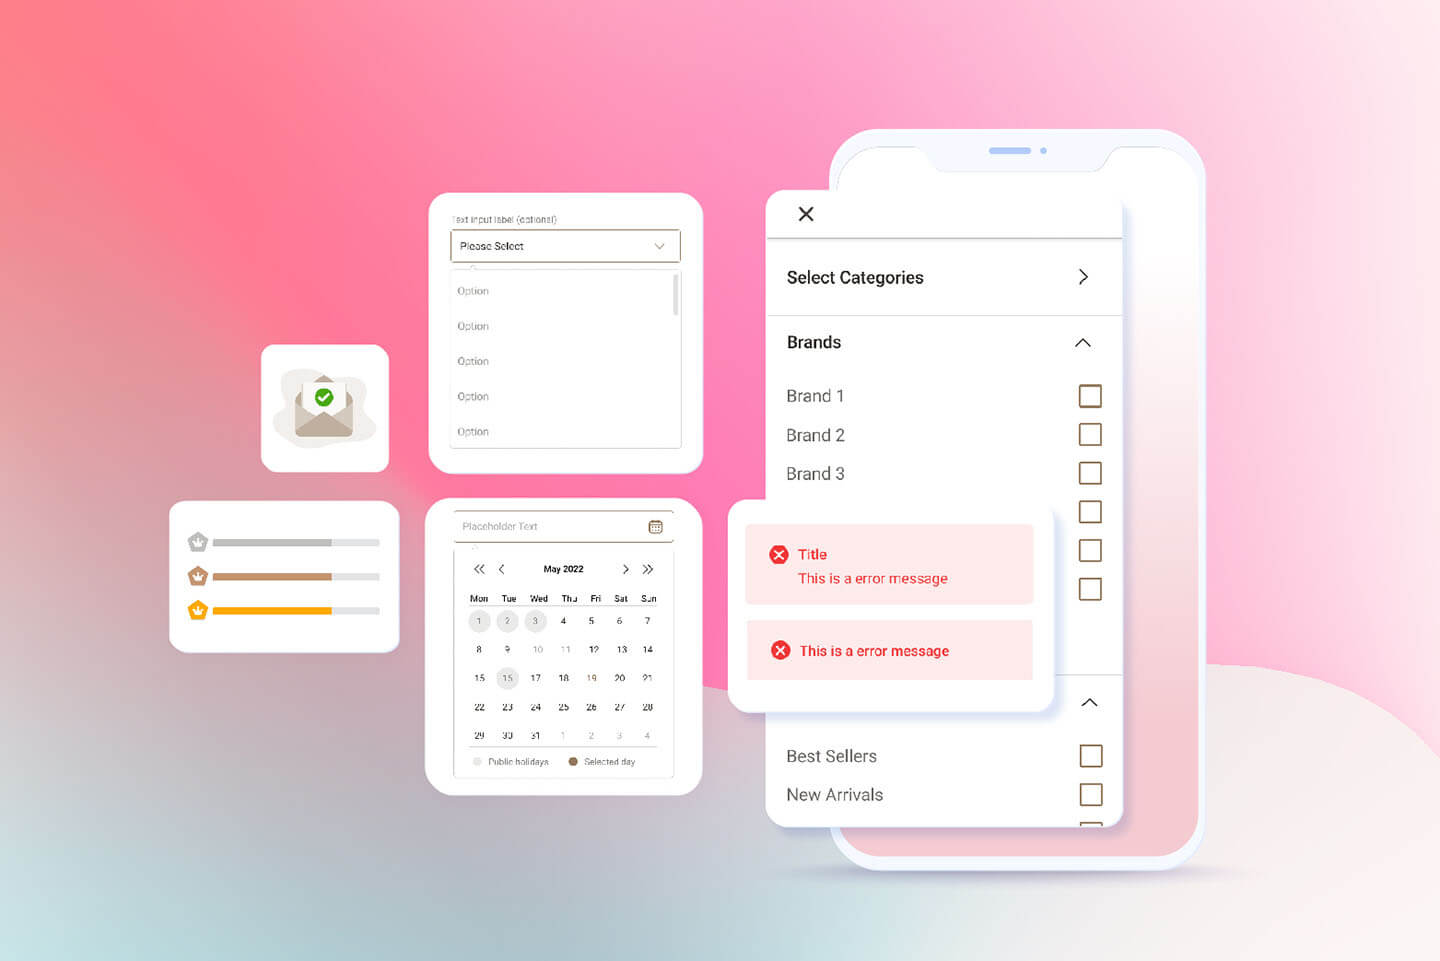 Text input label (optional)
Please Select
Option
Option
Option
Option
Option
Placeholder Text
May 2022
Mon Tue Wed Thu Fri Sat Sun
1 2 3 4 5 6 7
8 9 10 11 12 13 14
15 16 17 18 19 20 21
22 23 24 25 26 27 28
29 30 31 1 2 3 4
Public holidays Selected day
Select Categories
Brands
Brand 1
Brand 2
Brand 3
Title
This is a error message
This is a error message
Best Sellers
New Arrivals